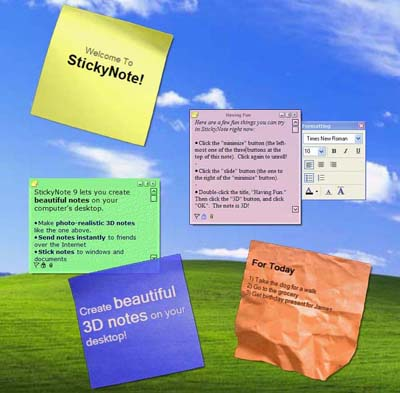 Welcome To
StickyNote!
Having Fun
Here are a few fun things you can try
in StickyNote right now:
•Click the "minimize" button (the left-
most one of the three buttons at the
top of this note). Click again to unroll!
•Click the "slide" button (the one to
the right of the "minimize" button).
•Double-click the title, "Having Fun."
Then click the "3D" button, and click
"OK". The note is 3D!
Formatting
Times New Roman
10
B I U
A
StickyNote 9 lets you create
beautiful notes on your
computer's desktop.
•Make photo-realistic 3D notes
like the one above.
•Send notes instantly to friends
over the Internet
•Stick notes to windows and
documents
Create beautiful
3D notes on your
desktop!
For Today
1) Take the dog for a walk
2) Go to the grocery
3) Get birthday present for James